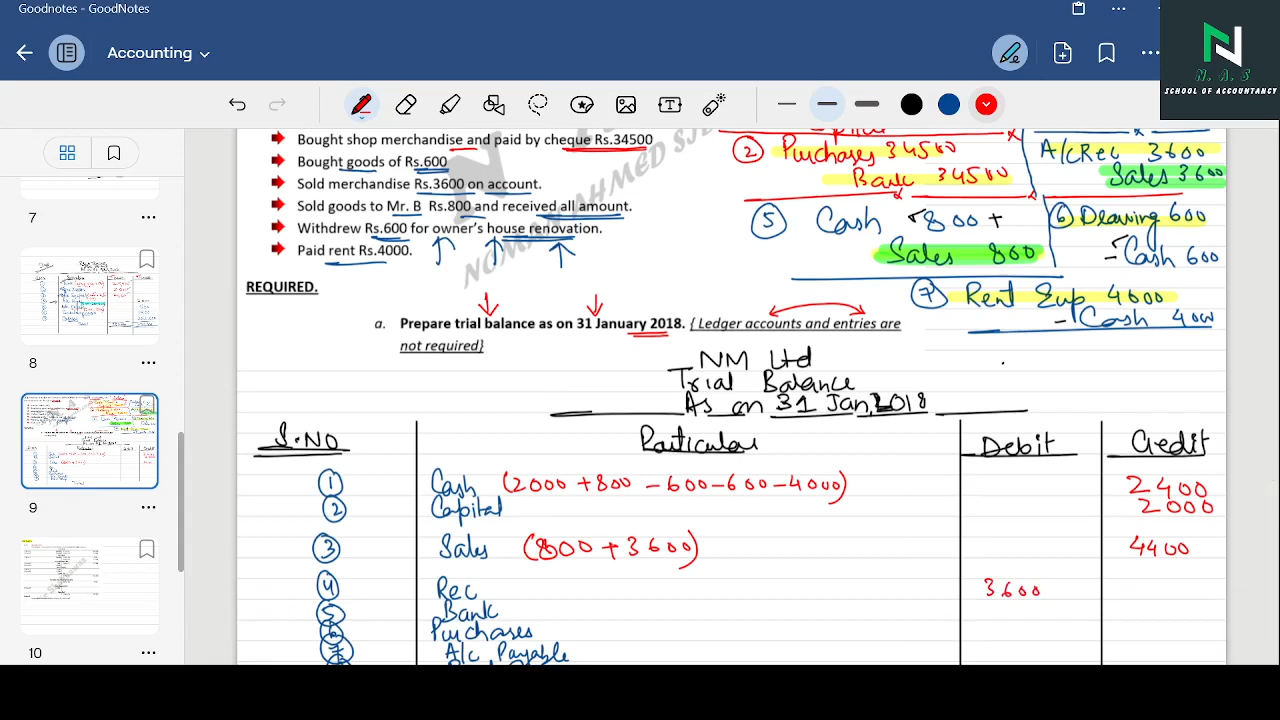 Goodnotes - GoodNotes
Accounting
N. A. S
SCHOOL OF ACCOUNTANCY
7
8
9
10
Bought shop merchandise and paid by cheque Rs.34500
Bought goods of Rs.600
Sold merchandise Rs.3600 on account.
Sold goods to Mr. B Rs.800 and received all amount.
Withdrew Rs.600 for owner's house renovation.
Paid rent Rs.4000.
REQUIRED.
a. Prepare trial balance as on 31 January 2018. { Ledger accounts and entries are
not required}
② Purchases 34500
Bank 34500
A/C Rec 3600
Sales 3600
⑤ Cash 800 +
Sales 800
⑥ Drawing 600
- Cash 600
⑦ Rent Exp 4000
- Cash 4000
NM Ltd
Trial Balance
As on 31 Jan, 2018
S.NO Particular Debit Credit
① Cash (2000 + 800 - 600 - 600 - 4000) 2400
② Capital 2000
③ Sales (800 + 3600) 4400
④ Rec 3600
⑤ Bank
⑥ Purchases
⑦ A/C Payable